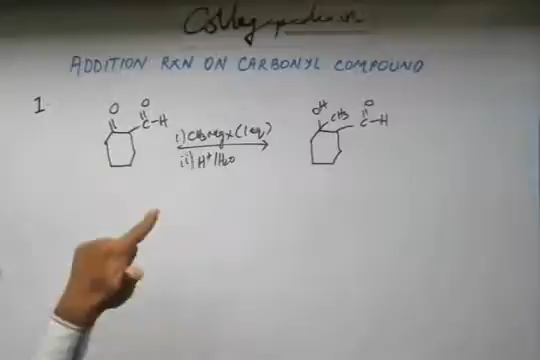 ADDITION RXN ON CARBONYL COMPOUND
1.
O O
C-H
i) CH3MgX (1eq)
ii) H+/H2O
OH CH3 O
C-H